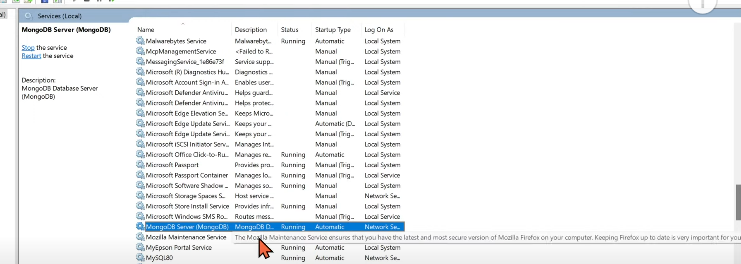 Services (Local)
MongoDB Server (MongoDB)
Stop the service
Restart the service
Description:
MongoDB Database Server
(MongoDB)
Name Description Status Startup Type Log On As
Malwarebytes Service Malwarebyt... Running Automatic Local System
McpManagementService <Failed to R... Manual Local System
MessagingService_1e86e73f Service supp... Manual (Trig... Local System
Microsoft (R) Diagnostics Hu... Diagnostics ... Manual Local System
Microsoft Account Sign-in A... Enables user... Manual (Trig... Local System
Microsoft Defender Antiviru... Helps guard... Manual Local Service
Microsoft Defender Antiviru... Helps protec... Manual Local System
Microsoft Edge Elevation Se... Keeps Micro... Manual Local System
Microsoft Edge Update Servi... Keeps your ... Automatic (D... Local System
Microsoft Edge Update Servi... Keeps your ... Manual (Trig... Local System
Microsoft iSCSI Initiator Serv... Manages Int... Manual Local System
Microsoft Office Click-to-Ru... Manages re... Running Automatic Local System
Microsoft Passport Provides pro... Running Manual (Trig... Local System
Microsoft Passport Container Manages lo... Running Manual (Trig... Local Service
Microsoft Software Shadow ... Manages so... Running Manual Local System
Microsoft Storage Spaces S... Host service ... Manual Network Se...
Microsoft Store Install Service Provides infr... Running Manual Local System
Microsoft Windows SMS Ro... Routes mess... Manual (Trig... Local System
MongoDB Server (MongoDB) MongoDB D... Running Automatic Network Se...
Mozilla Maintenance Service The Mozilla Maintenance Service ensures that you have the latest and most secure version of Mozilla Firefox on your computer. Keeping Firefox up to date is very important for you
MyEpson Portal Service Running Automatic Local System
MySQL80 Running Automatic Network Se...